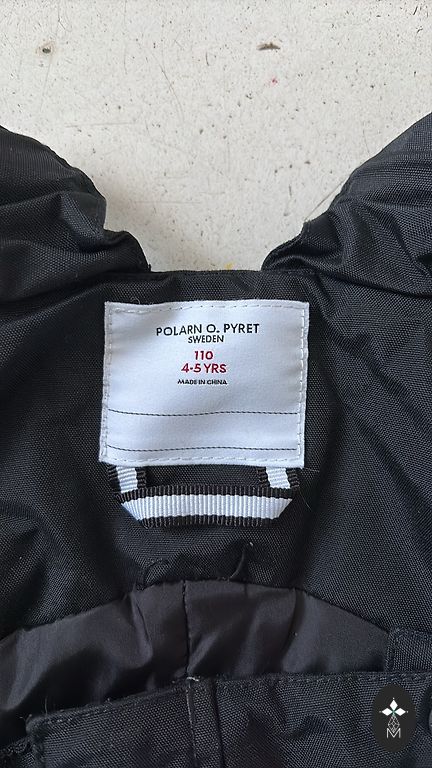 POLARN O. PYRET
SWEDEN
110
4-5 YRS
MADE IN CHINA
M